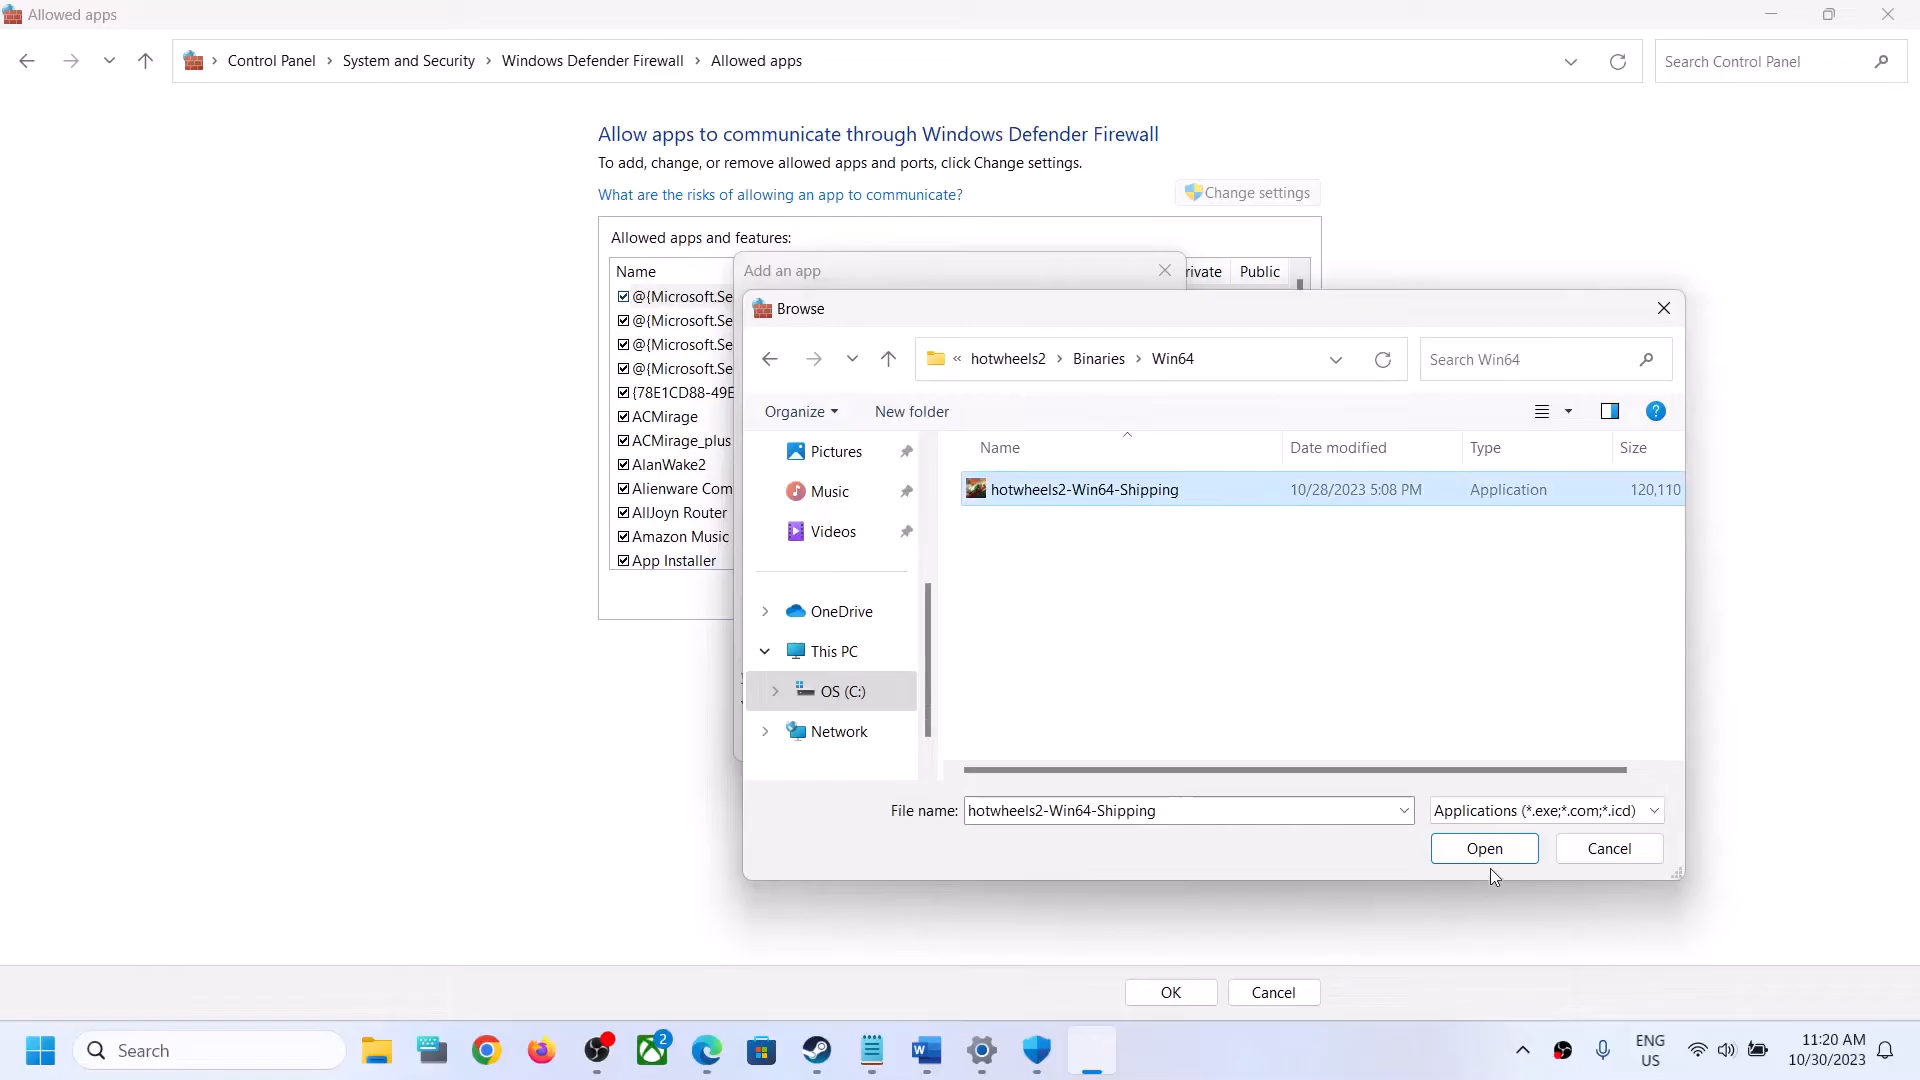 Allowed apps
Control Panel > System and Security > Windows Defender Firewall > Allowed apps
Search Control Panel
Allow apps to communicate through Windows Defender Firewall
To add, change, or remove allowed apps and ports, click Change settings.
What are the risks of allowing an app to communicate?
Change settings
Allowed apps and features:
Name
rivate
Public
@{Microsoft.Se
@{Microsoft.Se
@{Microsoft.Se
@{Microsoft.Se
{78E1CD88-49E
ACMirage
ACMirage_plus
AlanWake2
Alienware Com
AllJoyn Router
Amazon Music
App Installer
Add an app
Browse
« hotwheels2 > Binaries > Win64
Search Win64
Organize
New folder
Pictures
Music
Videos
OneDrive
This PC
OS (C:)
Network
Name
Date modified
Type
Size
hotwheels2-Win64-Shipping
10/28/2023 5:08 PM
Application
120,110
File name:
hotwheels2-Win64-Shipping
Applications (*.exe;*.com;*.icd)
Open
Cancel
OK
Cancel
Search
2
ENG
US
11:20 AM
10/30/2023